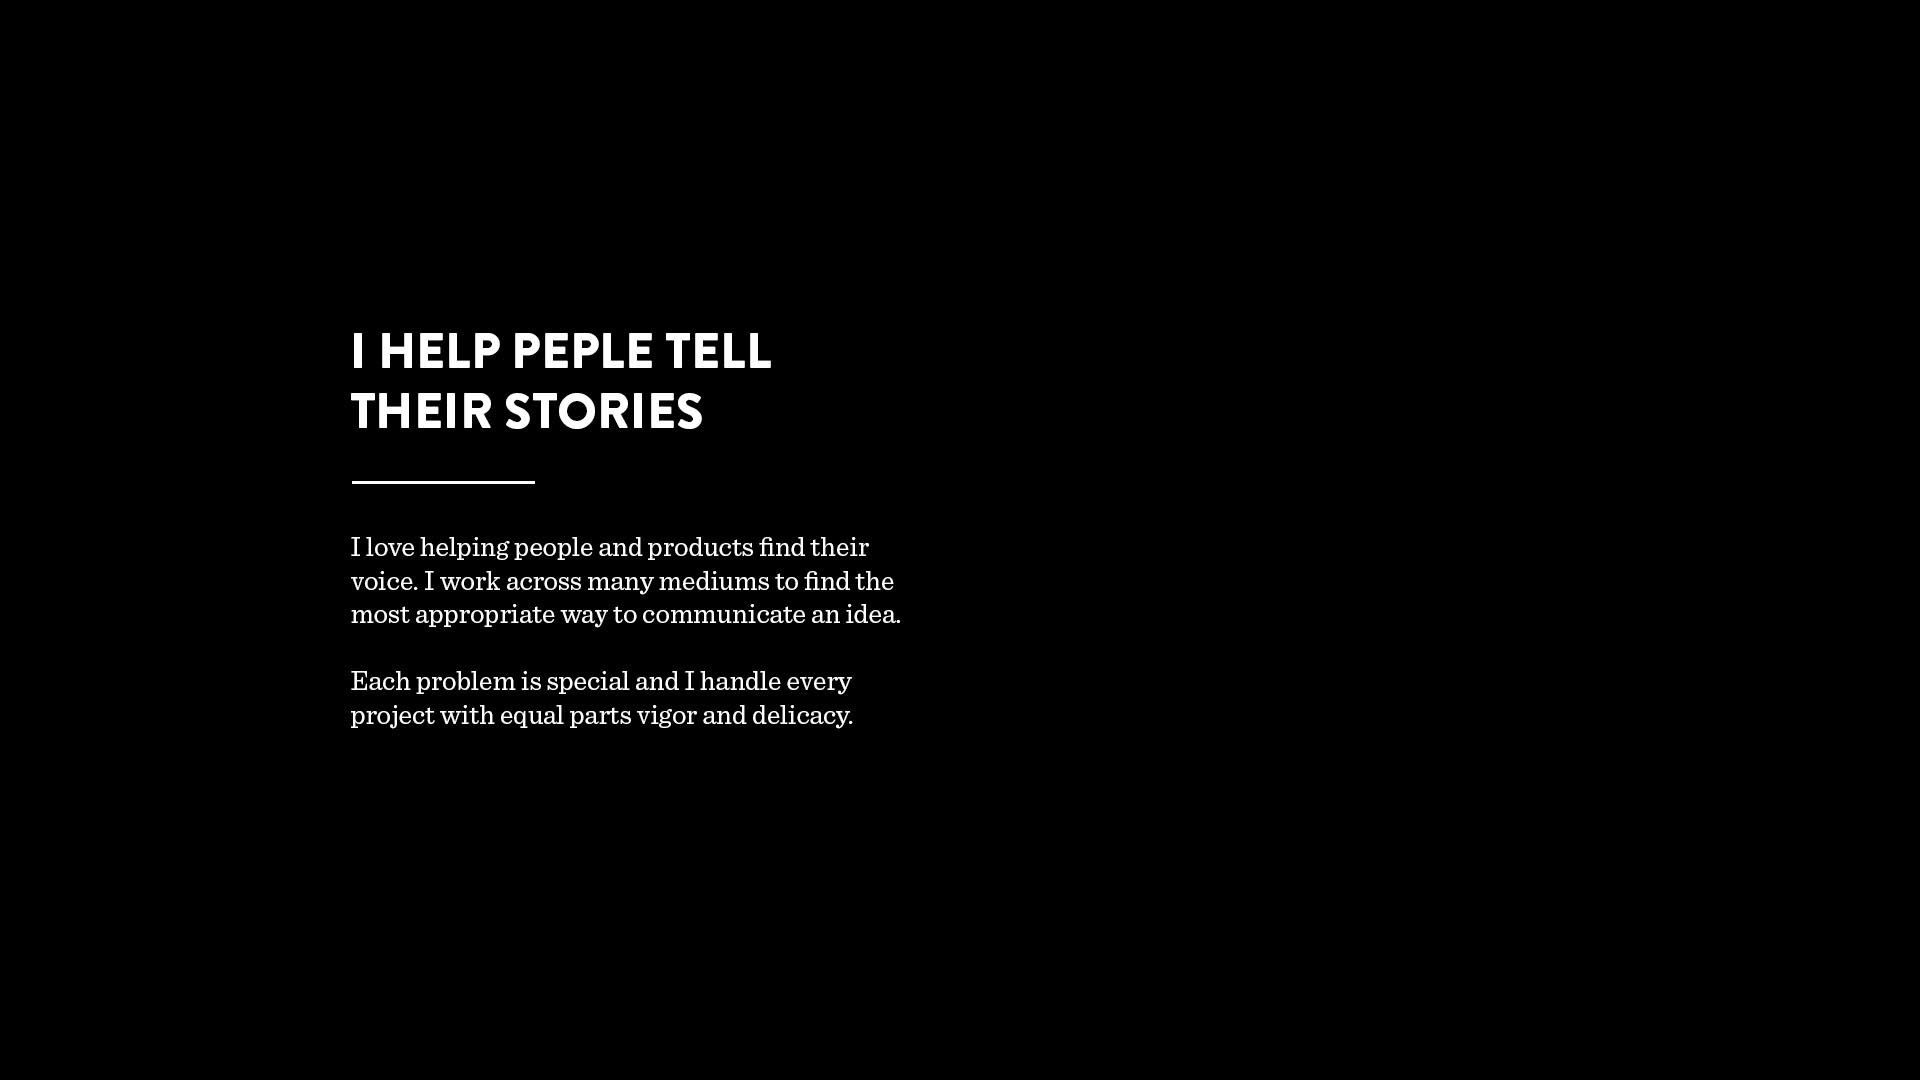 I HELP PEPLE TELL
THEIR STORIES
I love helping people and products find their
voice. I work across many mediums to find the
most appropriate way to communicate an idea.
Each problem is special and I handle every
project with equal parts vigor and delicacy.